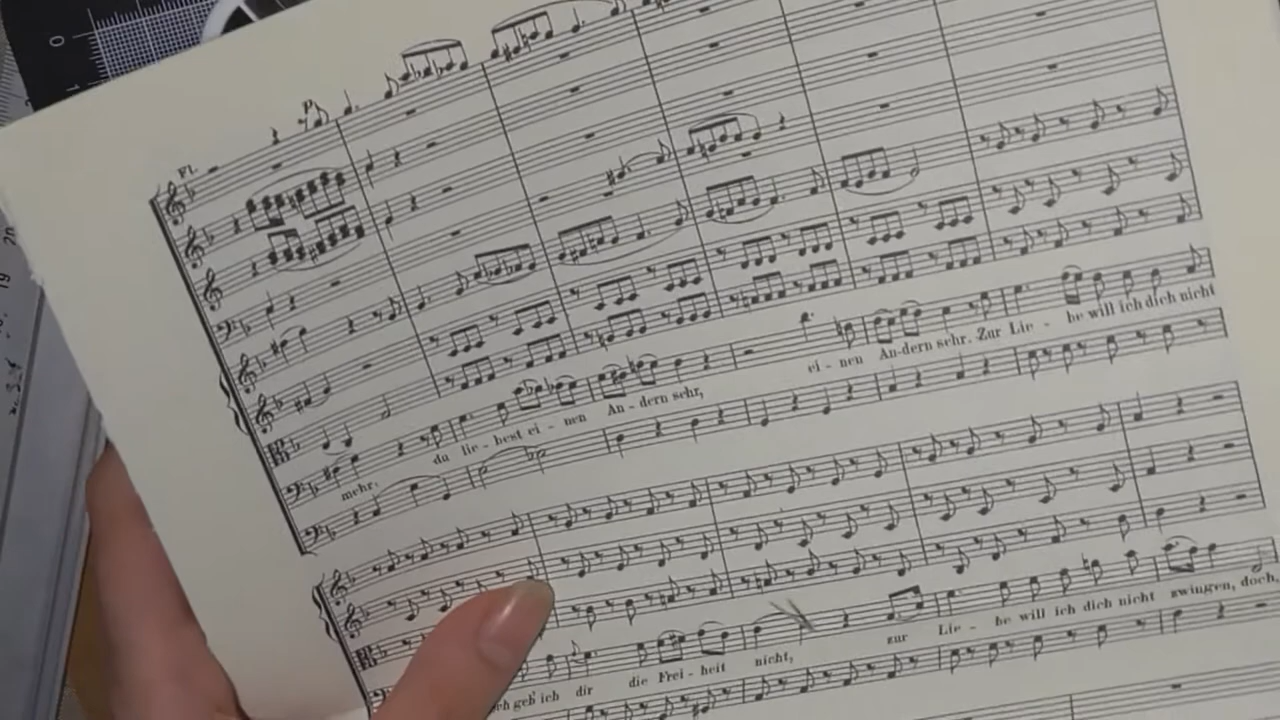 0
Fl.
p
mehr.
du lie - best ei - nen An - dern sehr,
ei - nen An-dern sehr. Zur Lie - be will ich dich nicht
geb ich dir die Frei - heit nicht,
zur Lie - be will ich dich nicht zwingen, doch,